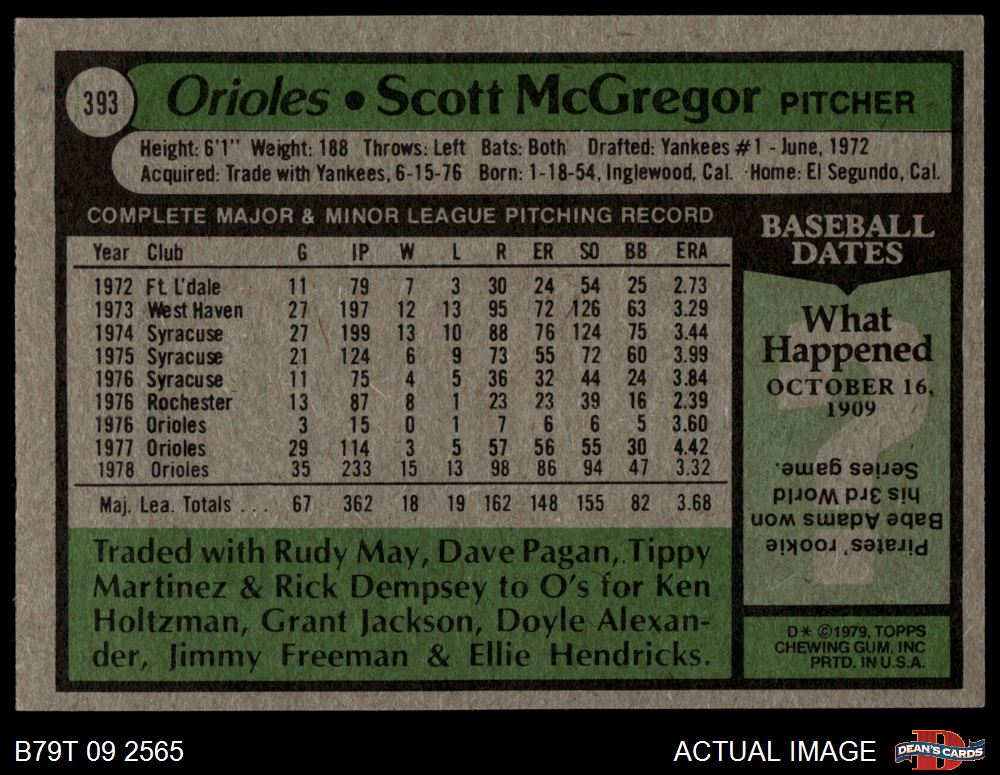 393 Orioles • Scott McGregor PITCHER
Height: 6'1" Weight: 188 Throws: Left Bats: Both Drafted: Yankees #1 - June, 1972
Acquired: Trade with Yankees, 6-15-76 Born: 1-18-54, Inglewood, Cal. Home: El Segundo, Cal.
COMPLETE MAJOR & MINOR LEAGUE PITCHING RECORD
Year Club G IP W L R ER SO BB ERA
1972 Ft. L'dale 11 79 7 3 30 24 54 25 2.73
1973 West Haven 27 197 12 13 95 72 126 63 3.29
1974 Syracuse 27 199 13 10 88 76 124 75 3.44
1975 Syracuse 21 124 6 9 73 55 72 60 3.99
1976 Syracuse 11 75 4 5 36 32 44 24 3.84
1976 Rochester 13 87 8 1 23 23 39 16 2.39
1976 Orioles 3 15 0 1 7 6 6 5 3.60
1977 Orioles 29 114 3 5 57 56 55 30 4.42
1978 Orioles 35 233 15 13 98 86 94 47 3.32
Maj. Lea. Totals ... 67 362 18 19 162 148 155 82 3.68
Traded with Rudy May, Dave Pagan, Tippy
Martinez & Rick Dempsey to O's for Ken
Holtzman, Grant Jackson, Doyle Alexan-
der, Jimmy Freeman & Ellie Hendricks.
BASEBALL
DATES
What
Happened
OCTOBER 16,
1909
?
Pirates' rookie
Babe Adams won
his 3rd World
Series game.
D* ©1979, TOPPS
CHEWING GUM, INC
PRTD. IN U.S.A.
B79T 09 2565
ACTUAL IMAGE
D
DEAN'S CARDS